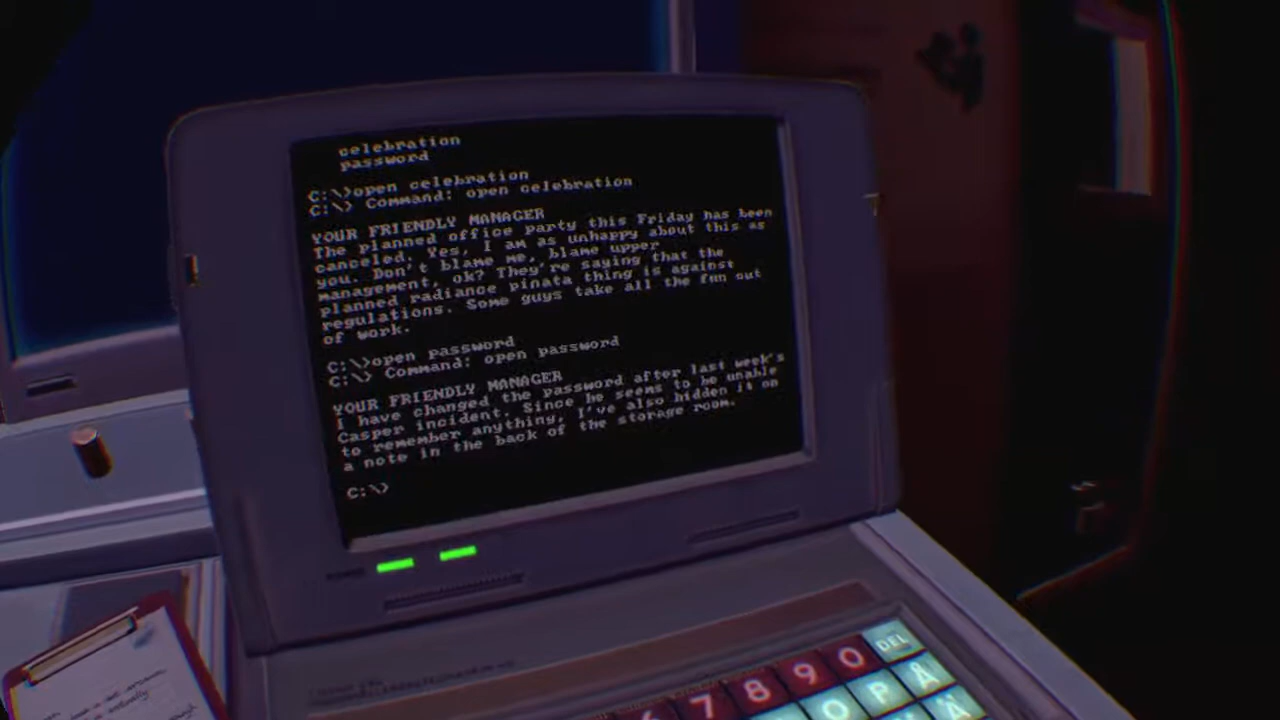 celebration
password
C:\>open celebration
C:\> Command: open celebration
YOUR FRIENDLY MANAGER
The planned office party this Friday has been
canceled. Yes, I am as unhappy about this as
you. Don't blame me, blame upper
management, ok? They're saying that the
planned radiance pinata thing is against
regulations. Some guys take all the fun out
of work.
C:\>open password
C:\> Command: open password
YOUR FRIENDLY MANAGER
I have changed the password after last week's
Casper incident. Since he seems to be unable
to remember anything, I've also hidden it on
a note in the back of the storage room.
C:\>
7 8 9 0 DEL
O P Å
Ä